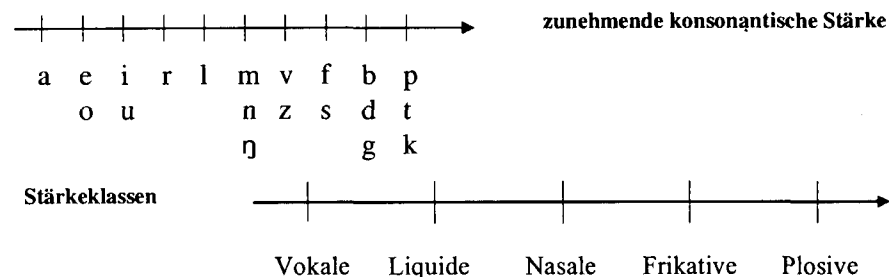 zunehmende konsonantische Stärke
a e i r l m v f b p
o u n z s d t
ŋ g k
Stärkeklassen
Vokale Liquide Nasale Frikative Plosive